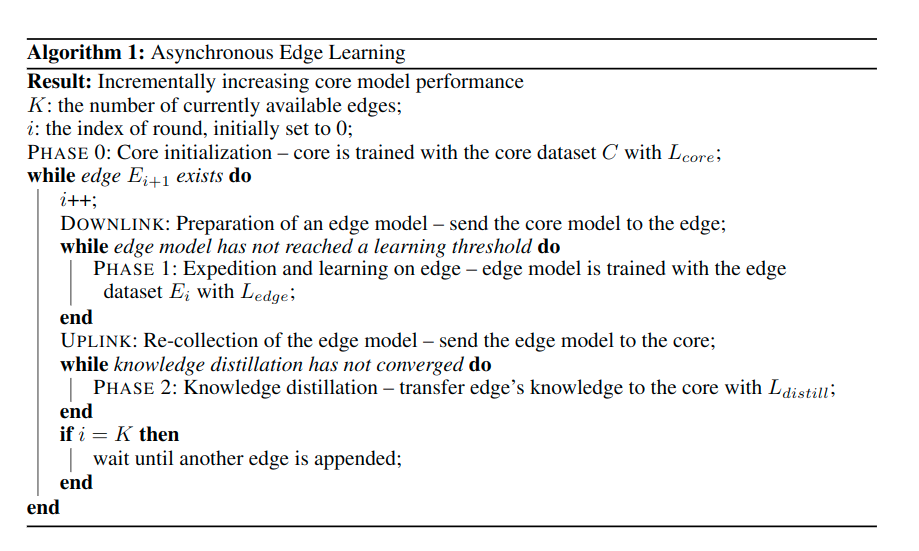 Algorithm 1: Asynchronous Edge Learning
Result: Incrementally increasing core model performance
K: the number of currently available edges;
i: the index of round, initially set to 0;
PHASE 0: Core initialization – core is trained with the core dataset C with L_{core};
while edge E_{i+1} exists do
i++;
DOWNLINK: Preparation of an edge model – send the core model to the edge;
while edge model has not reached a learning threshold do
PHASE 1: Expedition and learning on edge – edge model is trained with the edge
dataset E_i with L_{edge};
end
UPLINK: Re-collection of the edge model – send the edge model to the core;
while knowledge distillation has not converged do
PHASE 2: Knowledge distillation – transfer edge's knowledge to the core with L_{distill};
end
if i = K then
wait until another edge is appended;
end
end